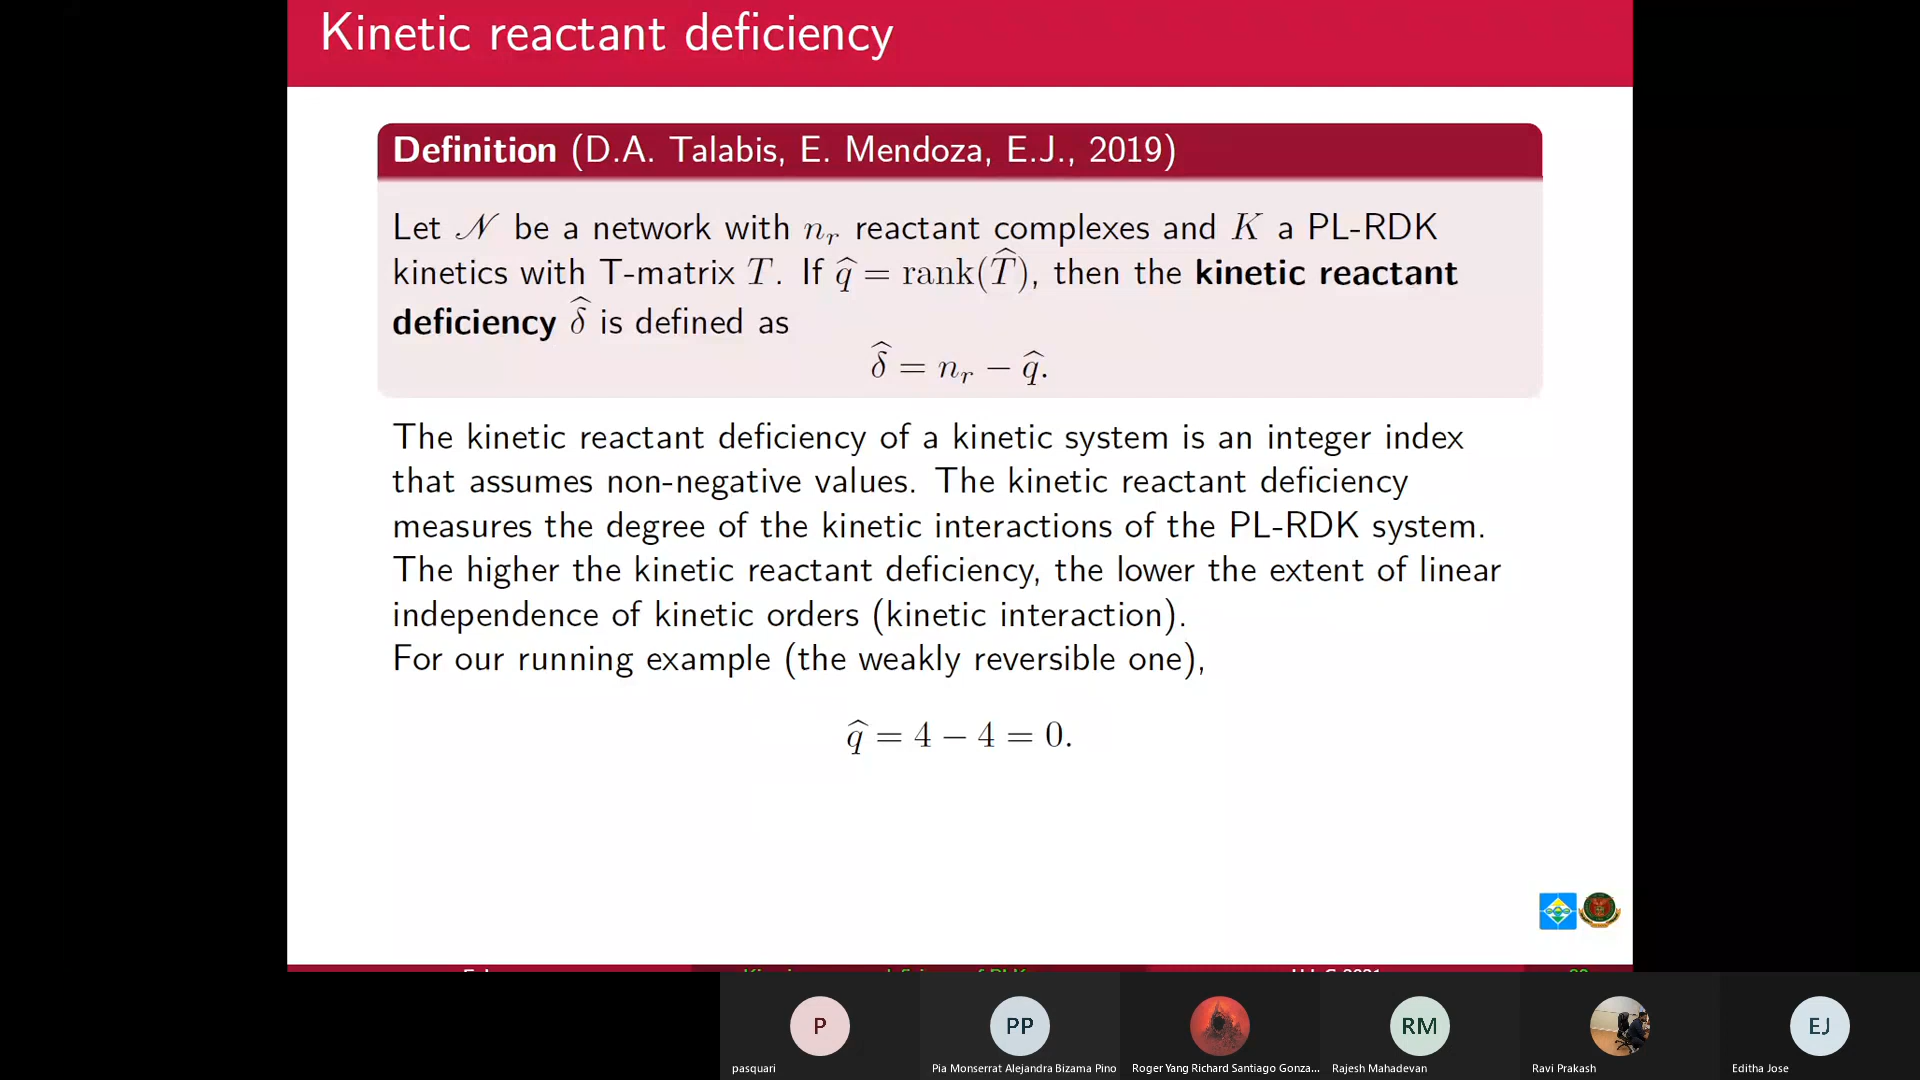 Kinetic reactant deficiency
Definition (D.A. Talabis, E. Mendoza, E.J., 2019)
Let 𝒩 be a network with nᵣ reactant complexes and K a PL-RDK
kinetics with T-matrix T. If q̂ = rank(T̂), then the kinetic reactant
deficiency δ̂ is defined as
δ̂ = nᵣ − q̂.
The kinetic reactant deficiency of a kinetic system is an integer index
that assumes non-negative values. The kinetic reactant deficiency
measures the degree of the kinetic interactions of the PL-RDK system.
The higher the kinetic reactant deficiency, the lower the extent of linear
independence of kinetic orders (kinetic interaction).
For our running example (the weakly reversible one),
q̂ = 4 − 4 = 0.
P PP RM EJ
pasquari Pia Monserrat Alejandra Bizama Pino Roger Yang Richard Santiago Gonza... Rajesh Mahadevan Ravi Prakash Editha Jose